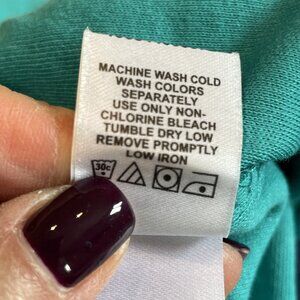 MACHINE WASH COLD
WASH COLORS
SEPARATELY
USE ONLY NON-
CHLORINE BLEACH
TUMBLE DRY LOW
REMOVE PROMPTLY
LOW IRON
30c